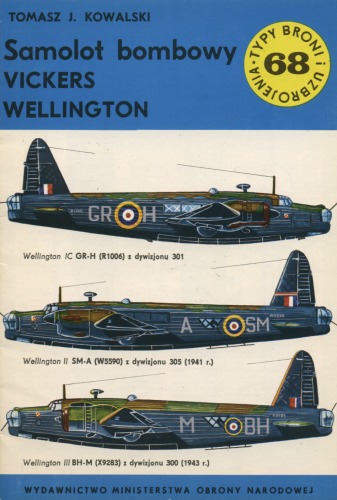 TOMASZ J. KOWALSKI
Samolot bombowy
VICKERS
WELLINGTON
TYPY BRONI i UZBROJENIA
68
GR H
Wellington IC GR-H (R1006) z dywizjonu 301
A SM
W5590
Wellington II SM-A (W5590) z dywizjonu 305 (1941 r.)
M BH
Wellington III BH-M (X9283) z dywizjonu 300 (1943 r.)
WYDAWNICTWO MINISTERSTWA OBRONY NARODOWEJ